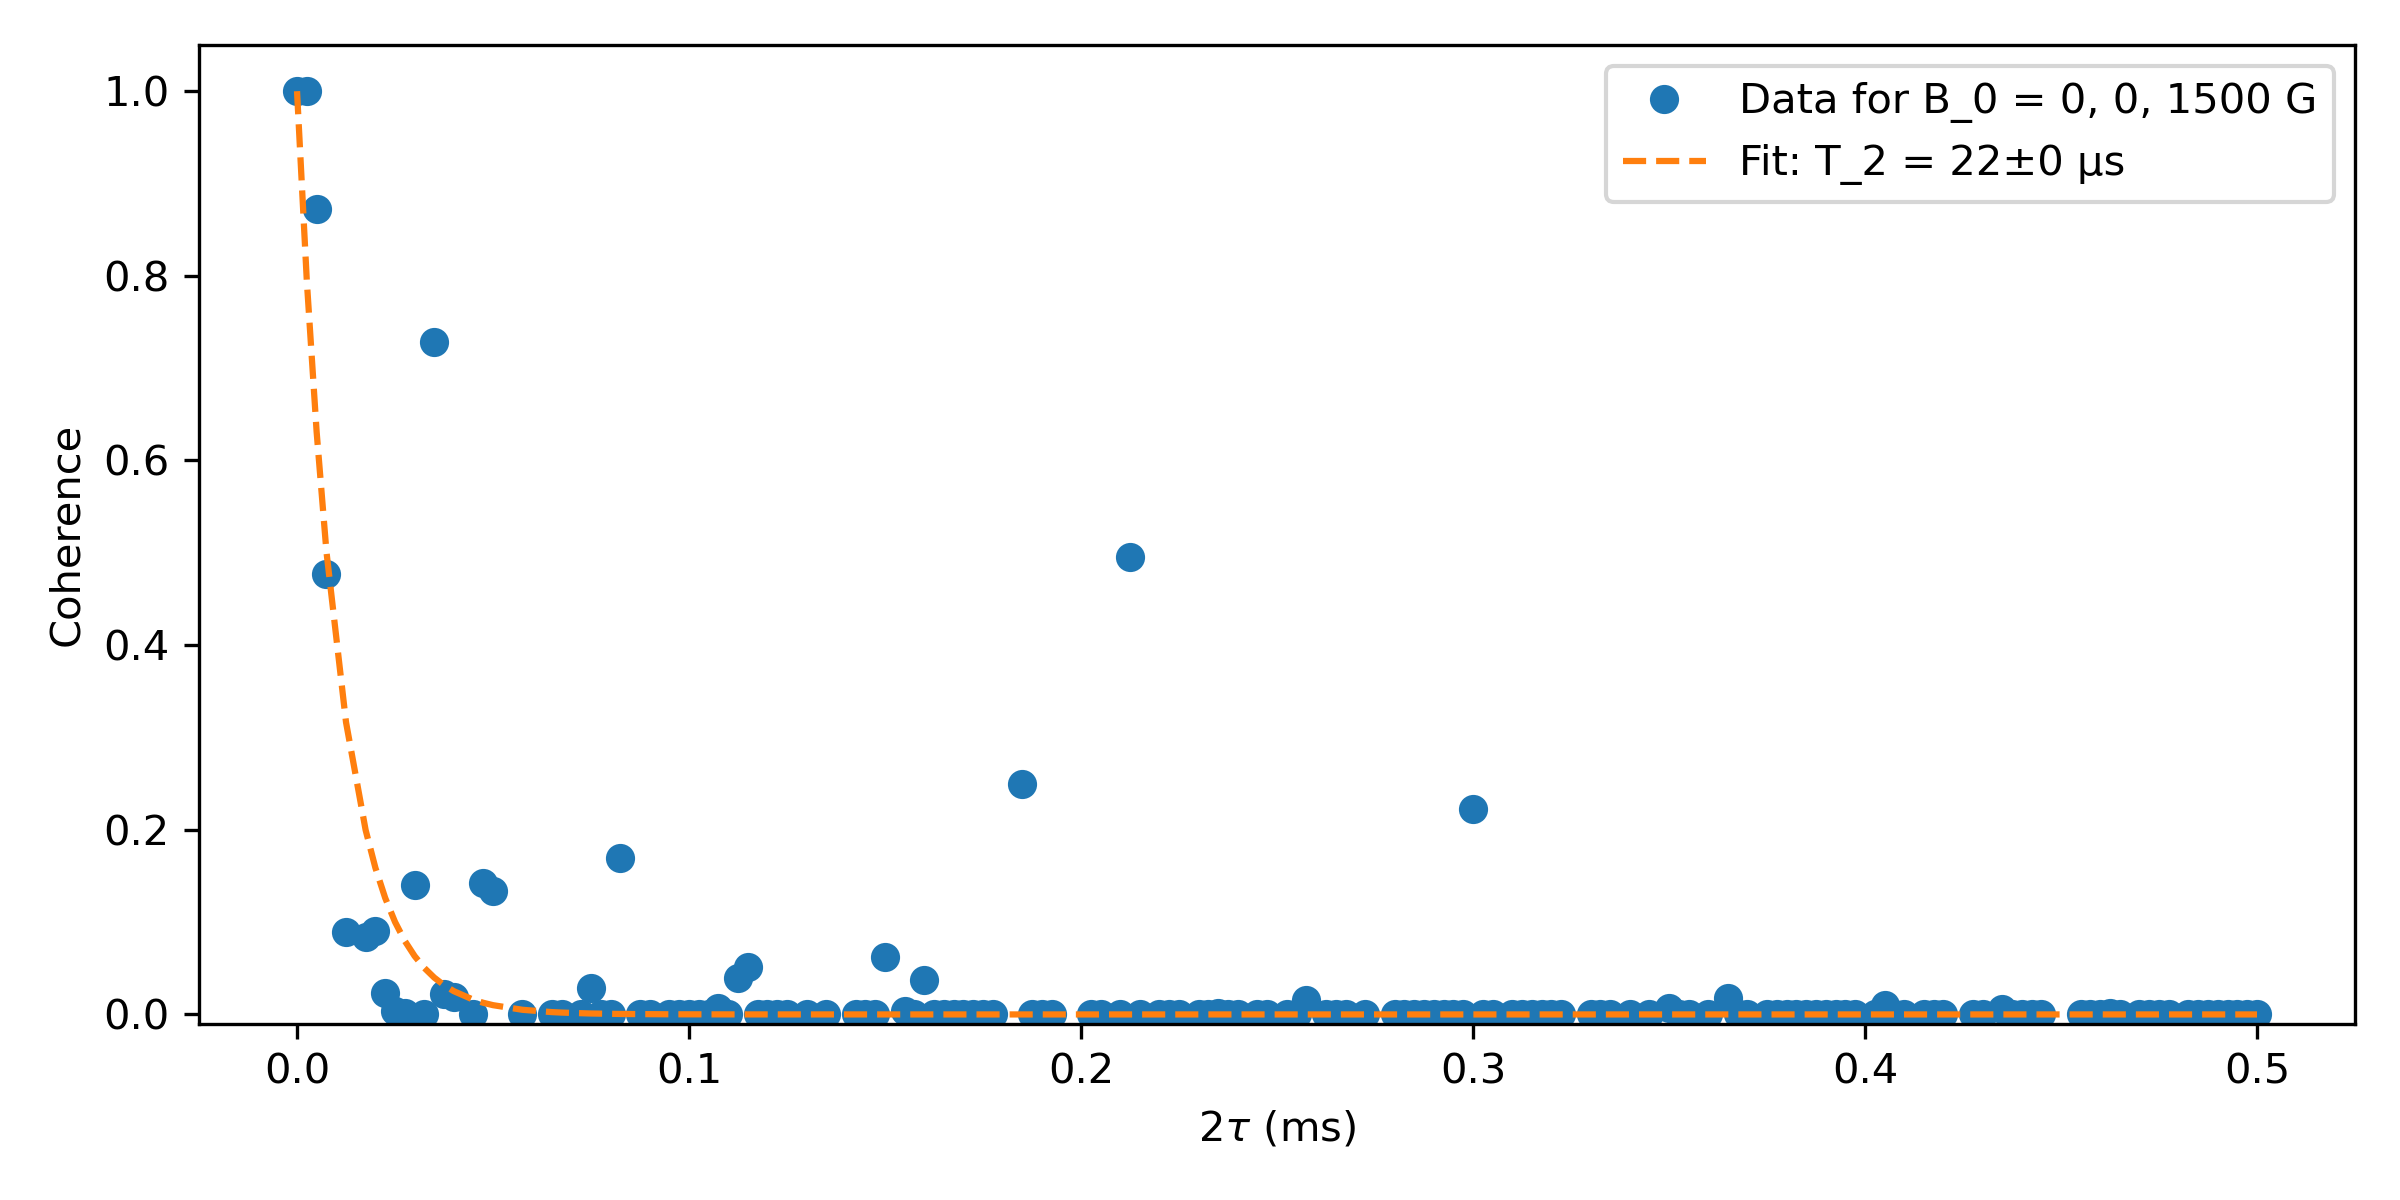 Data for B_0 = 0, 0, 1500 G
Fit: T_2 = 22±0 μs
1.0
0.8
0.6
0.4
0.2
0.0
Coherence
0.0 0.1 0.2 0.3 0.4 0.5
2τ (ms)